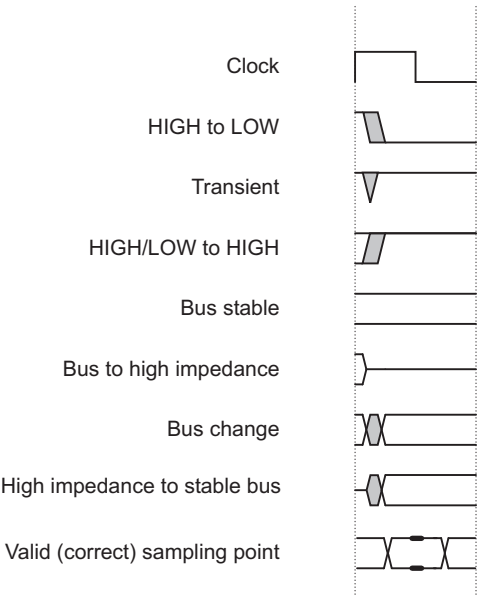 Clock
HIGH to LOW
Transient
HIGH/LOW to HIGH
Bus stable
Bus to high impedance
Bus change
High impedance to stable bus
Valid (correct) sampling point